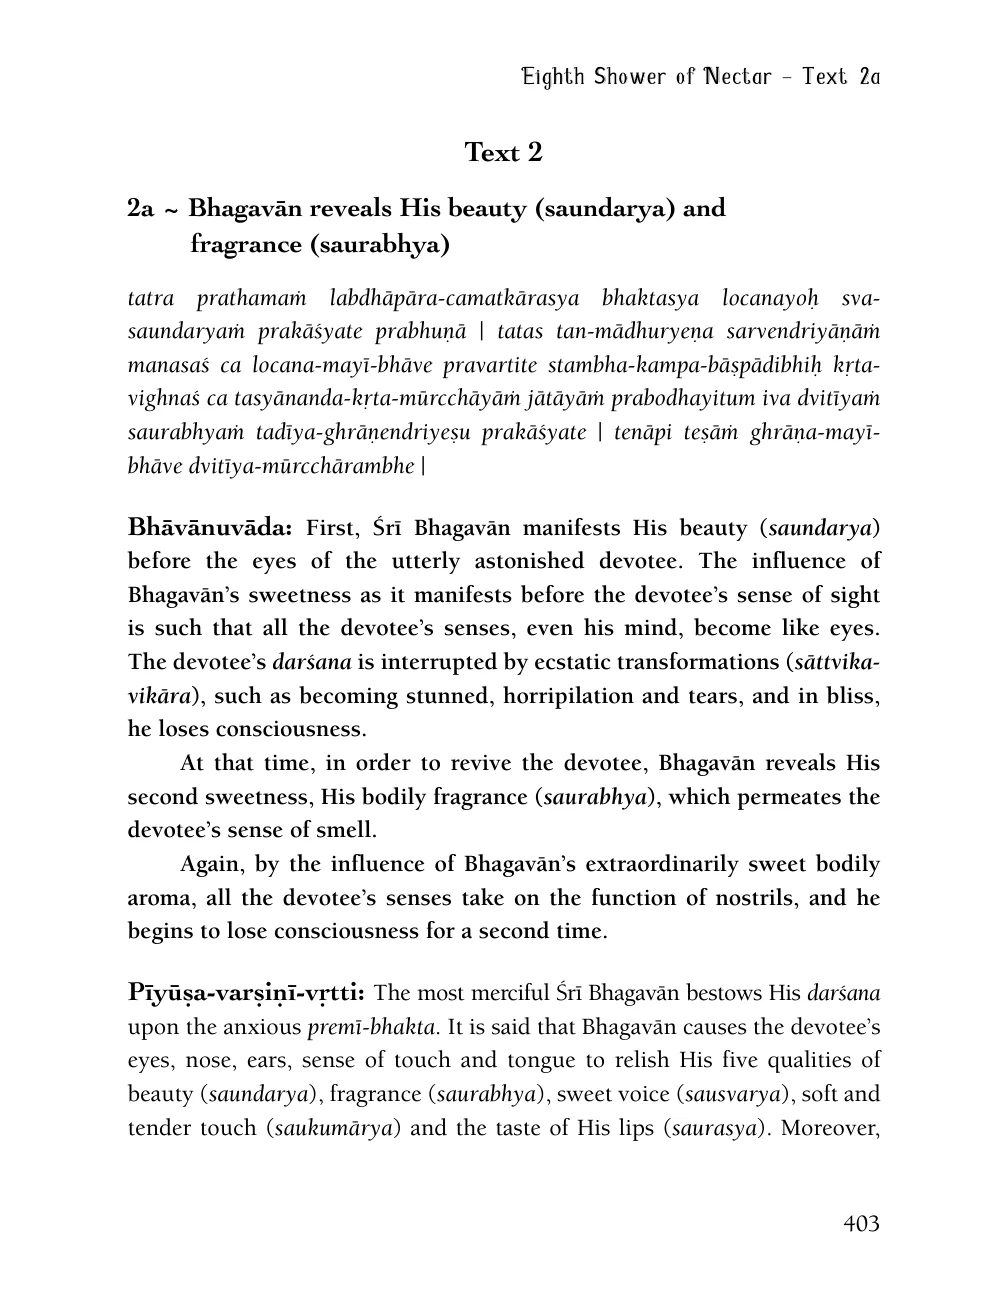 Eighth Shower of Nectar – Text 2a
Text 2
2a ~ Bhagavān reveals His beauty (saundarya) and
fragrance (saurabhya)
tatra prathamaṁ labdhāpāra-camatkārasya bhaktasya locanayoḥ sva-
saundaryaṁ prakāśyate prabhuṇā | tatas tan-mādhuryeṇa sarvendriyāṇāṁ
manasaś ca locana-mayī-bhāve pravartite stambha-kampa-bāṣpādibhiḥ kṛta-
vighnaś ca tasyānanda-kṛta-mūrcchāyāṁ jātāyāṁ prabodhayitum iva dvitīyaṁ
saurabhyaṁ tadīya-ghrāṇendriyeṣu prakāśyate | tenāpi teṣāṁ ghrāṇa-mayī-
bhāve dvitīya-mūrcchārambhe |
Bhāvānuvāda: First, Śrī Bhagavān manifests His beauty (saundarya)
before the eyes of the utterly astonished devotee. The influence of
Bhagavān’s sweetness as it manifests before the devotee’s sense of sight
is such that all the devotee’s senses, even his mind, become like eyes.
The devotee’s darśana is interrupted by ecstatic transformations (sāttvika-
vikāra), such as becoming stunned, horripilation and tears, and in bliss,
he loses consciousness.
At that time, in order to revive the devotee, Bhagavān reveals His
second sweetness, His bodily fragrance (saurabhya), which permeates the
devotee’s sense of smell.
Again, by the influence of Bhagavān’s extraordinarily sweet bodily
aroma, all the devotee’s senses take on the function of nostrils, and he
begins to lose consciousness for a second time.
Pīyūṣa-varṣiṇī-vṛtti: The most merciful Śrī Bhagavān bestows His darśana
upon the anxious premī-bhakta. It is said that Bhagavān causes the devotee’s
eyes, nose, ears, sense of touch and tongue to relish His five qualities of
beauty (saundarya), fragrance (saurabhya), sweet voice (sausvarya), soft and
tender touch (saukumārya) and the taste of His lips (saurasya). Moreover,
403